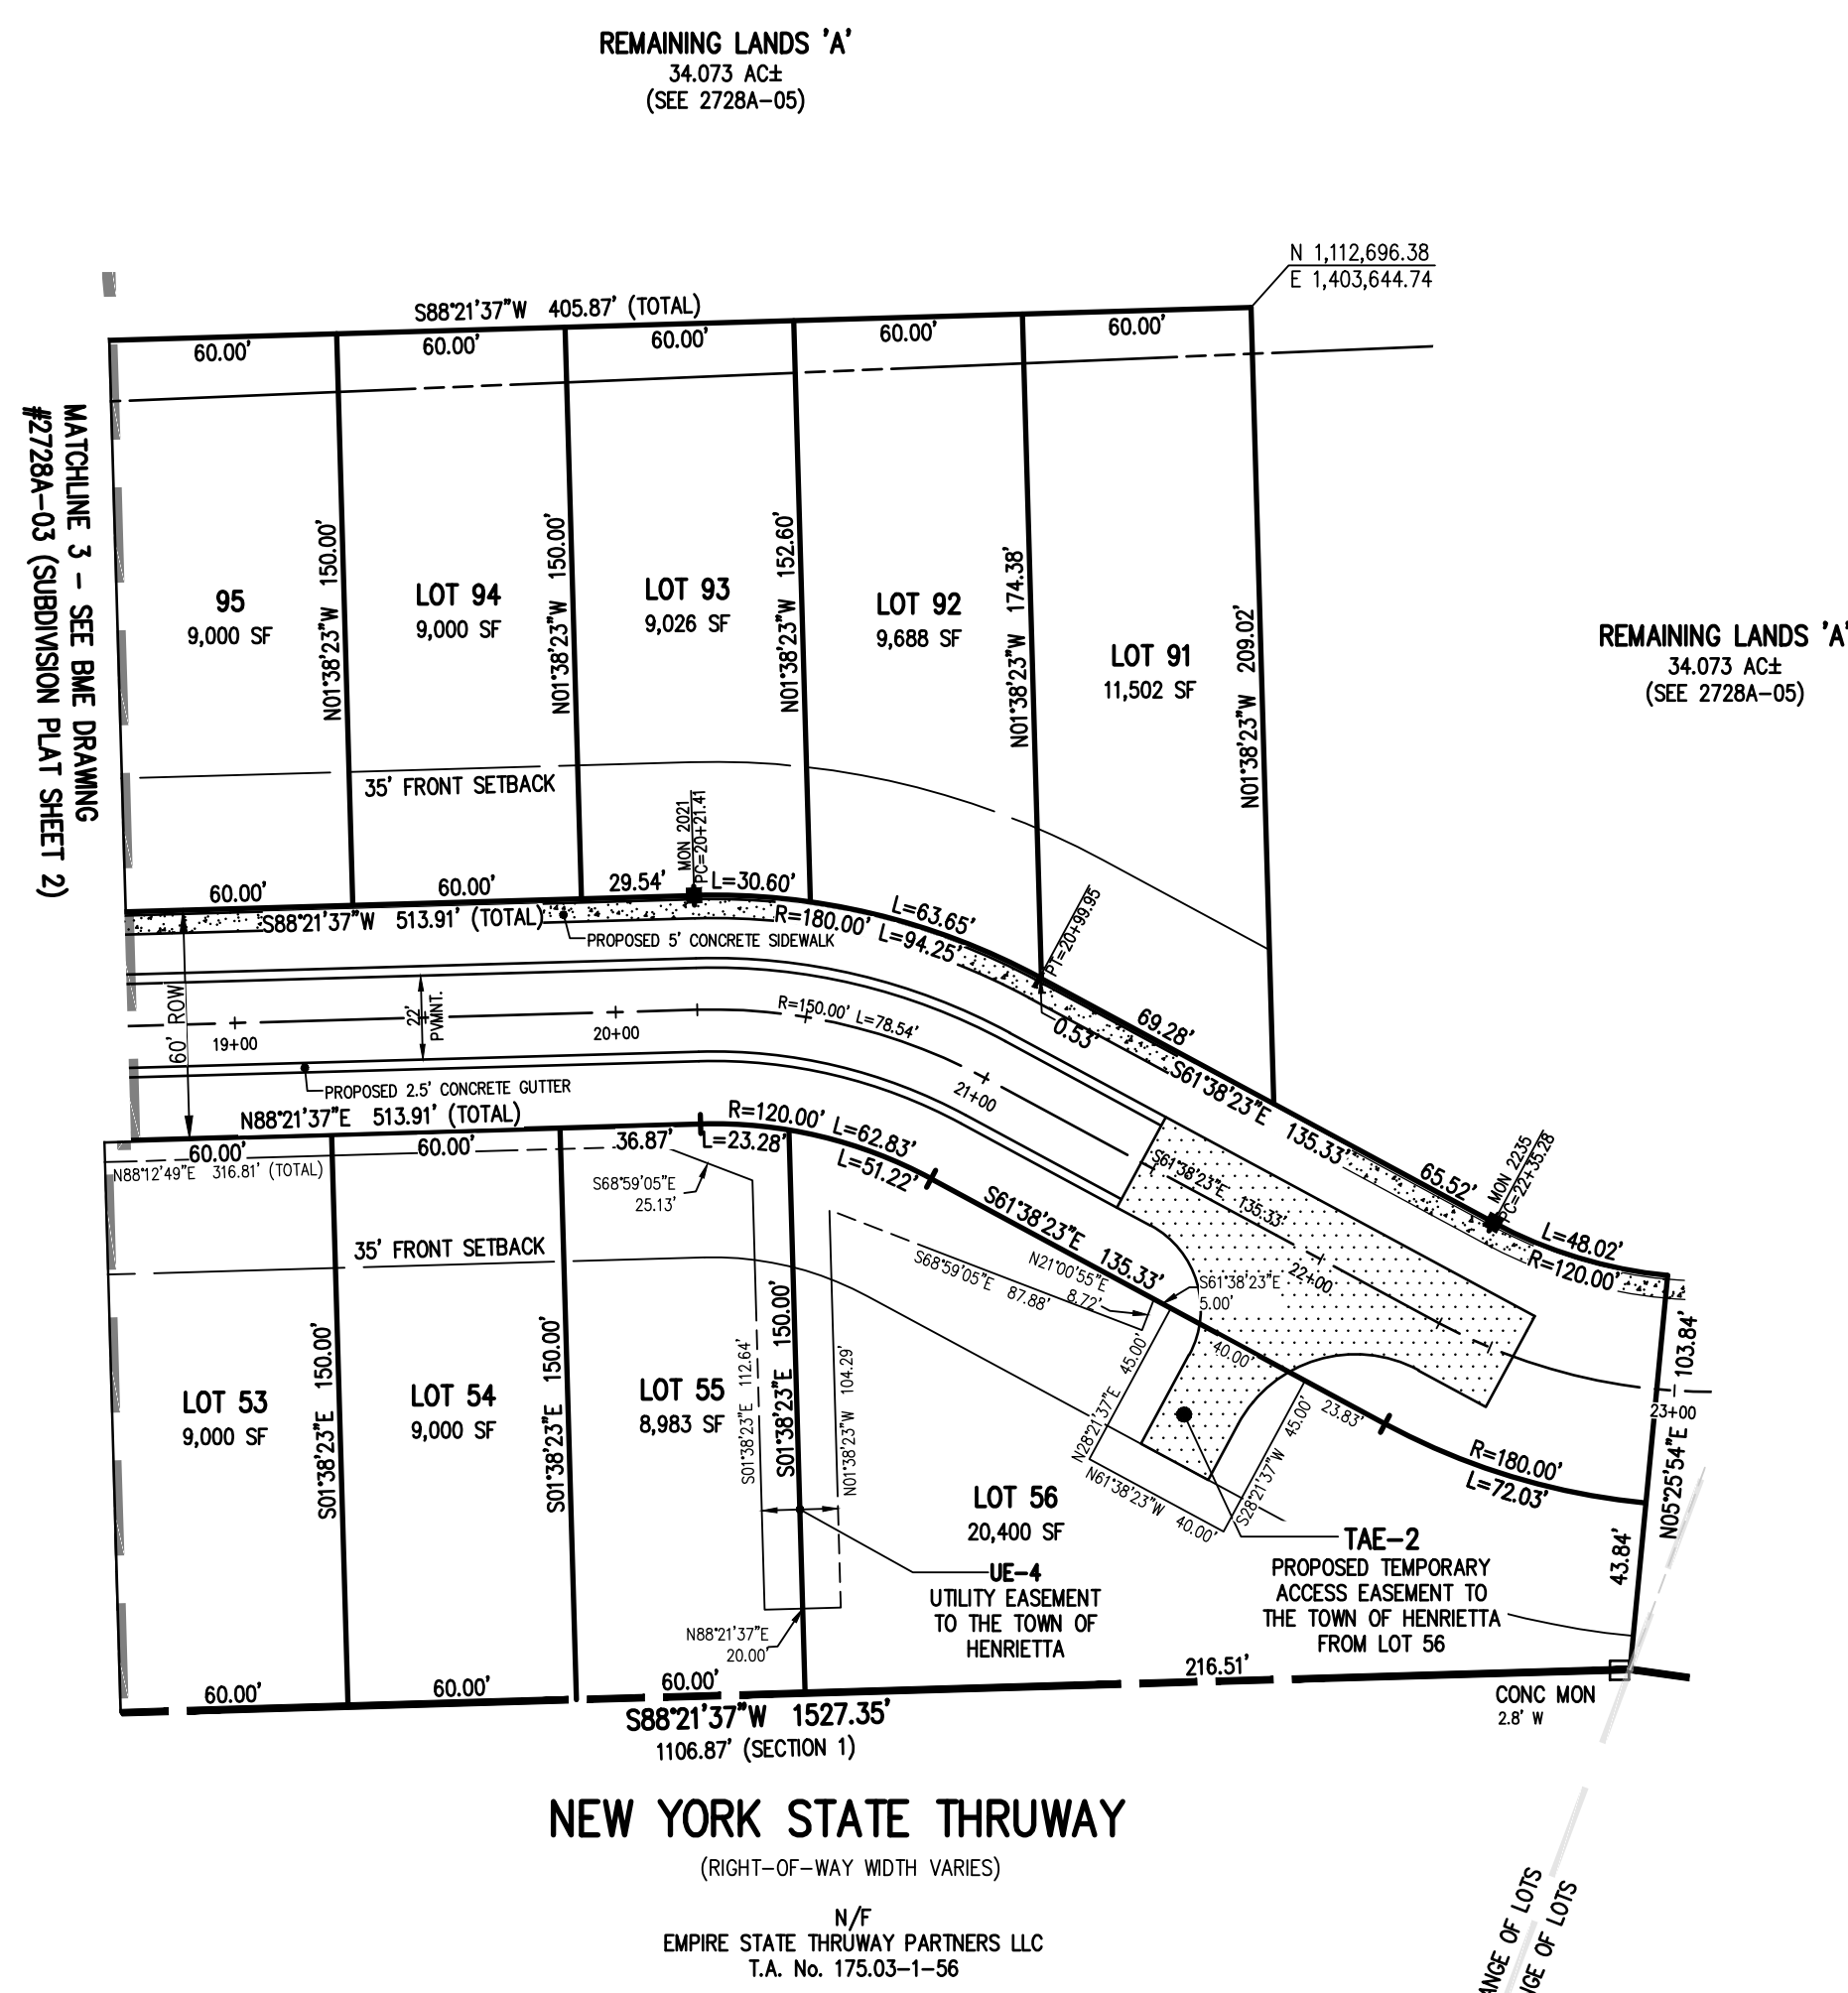 REMAINING LANDS 'A'
34.073 AC±
(SEE 2728A-05)
N 1,112,696.38
E 1,403,644.74
S88°21'37"W 405.87' (TOTAL)
60.00'
60.00'
60.00'
60.00'
60.00'
MATCHLINE 3 - SEE BME DRAWING
#2728A-03 (SUBDIVISION PLAT SHEET 2)
95
9,000 SF
N01°38'23"W 150.00'
LOT 94
9,000 SF
N01°38'23"W 150.00'
LOT 93
9,026 SF
N01°38'23"W 152.60'
LOT 92
9,688 SF
N01°38'23"W 174.38'
LOT 91
11,502 SF
N01°38'23"W 209.02'
REMAINING LANDS 'A'
34.073 AC±
(SEE 2728A-05)
35' FRONT SETBACK
MON 2021
PC=20+21.41
60.00'
60.00'
29.54'
L=30.60'
S88°21'37"W 513.91' (TOTAL)
R=180.00' L=94.25'
L=63.65'
PROPOSED 5' CONCRETE SIDEWALK
PT=20+99.95
0.53'
69.28'
S61°38'23"E 135.33'
65.52'
MON 2235
PC=22+35.28
L=48.02'
R=120.00'
60' ROW
19+00
22'
PVMNT.
20+00
R=150.00' L=78.54'
21+00
S61°38'23"E 135.33'
22+00
23+00
PROPOSED 2.5' CONCRETE GUTTER
N88°21'37"E 513.91' (TOTAL)
R=120.00' L=62.83'
60.00'
60.00'
36.87'
L=23.28'
L=51.22'
N88°12'49"E 316.81' (TOTAL)
S68°59'05"E
25.13'
S61°38'23"E 135.33'
S68°59'05"E 87.88'
N21°00'55"E
8.72'
S61°38'23"E
5.00'
35' FRONT SETBACK
N28°21'37"E 45.00'
40.00'
S28°21'37"W 45.00'
N61°38'23"W 40.00'
23.83'
R=180.00'
L=72.03'
N05°25'54"E 103.84'
43.84'
LOT 53
9,000 SF
S01°38'23"E 150.00'
LOT 54
9,000 SF
S01°38'23"E 150.00'
LOT 55
8,983 SF
S01°38'23"E 112.64'
S01°38'23"E 150.00'
N01°38'23"W 104.29'
LOT 56
20,400 SF
UE-4
UTILITY EASEMENT
TO THE TOWN OF
HENRIETTA
TAE-2
PROPOSED TEMPORARY
ACCESS EASEMENT TO
THE TOWN OF HENRIETTA
FROM LOT 56
N88°21'37"E
20.00'
60.00'
60.00'
60.00'
216.51'
CONC MON
2.8' W
S88°21'37"W 1527.35'
1106.87' (SECTION 1)
NEW YORK STATE THRUWAY
(RIGHT-OF-WAY WIDTH VARIES)
N/F
EMPIRE STATE THRUWAY PARTNERS LLC
T.A. No. 175.03-1-56
OF LOTS
OF LOTS